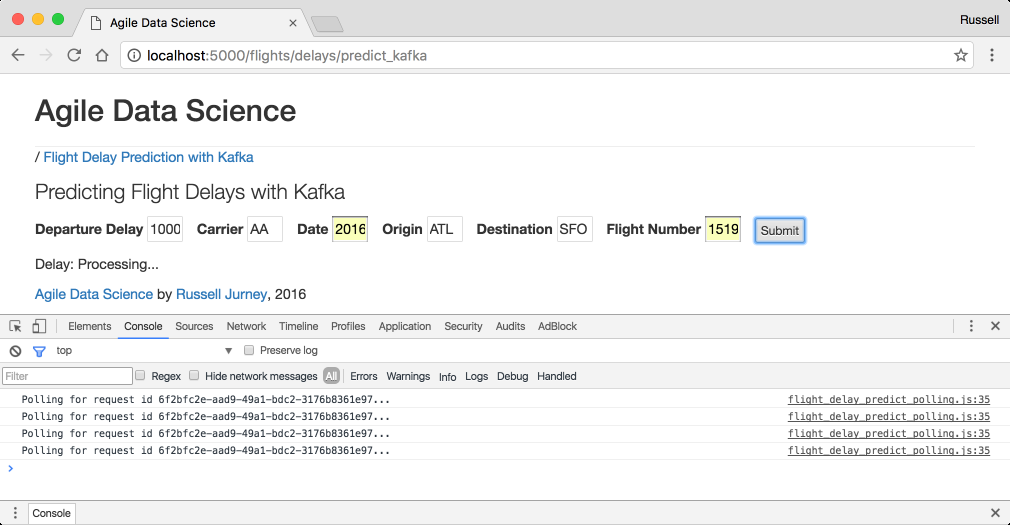 Agile Data Science
Russell
localhost:5000/flights/delays/predict_kafka
Agile Data Science
/ Flight Delay Prediction with Kafka
Predicting Flight Delays with Kafka
Departure Delay 1000 Carrier AA Date 2016 Origin ATL Destination SFO Flight Number 1519 Submit
Delay: Processing...
Agile Data Science by Russell Jurney, 2016
Elements Console Sources Network Timeline Profiles Application Security Audits AdBlock
top Preserve log
Filter Regex Hide network messages All Errors Warnings Info Logs Debug Handled
Polling for request id 6f2bfc2e-aad9-49a1-bdc2-3176b8361e97... flight_delay_predict_polling.js:35
Polling for request id 6f2bfc2e-aad9-49a1-bdc2-3176b8361e97... flight_delay_predict_polling.js:35
Polling for request id 6f2bfc2e-aad9-49a1-bdc2-3176b8361e97... flight_delay_predict_polling.js:35
Polling for request id 6f2bfc2e-aad9-49a1-bdc2-3176b8361e97... flight_delay_predict_polling.js:35
Console